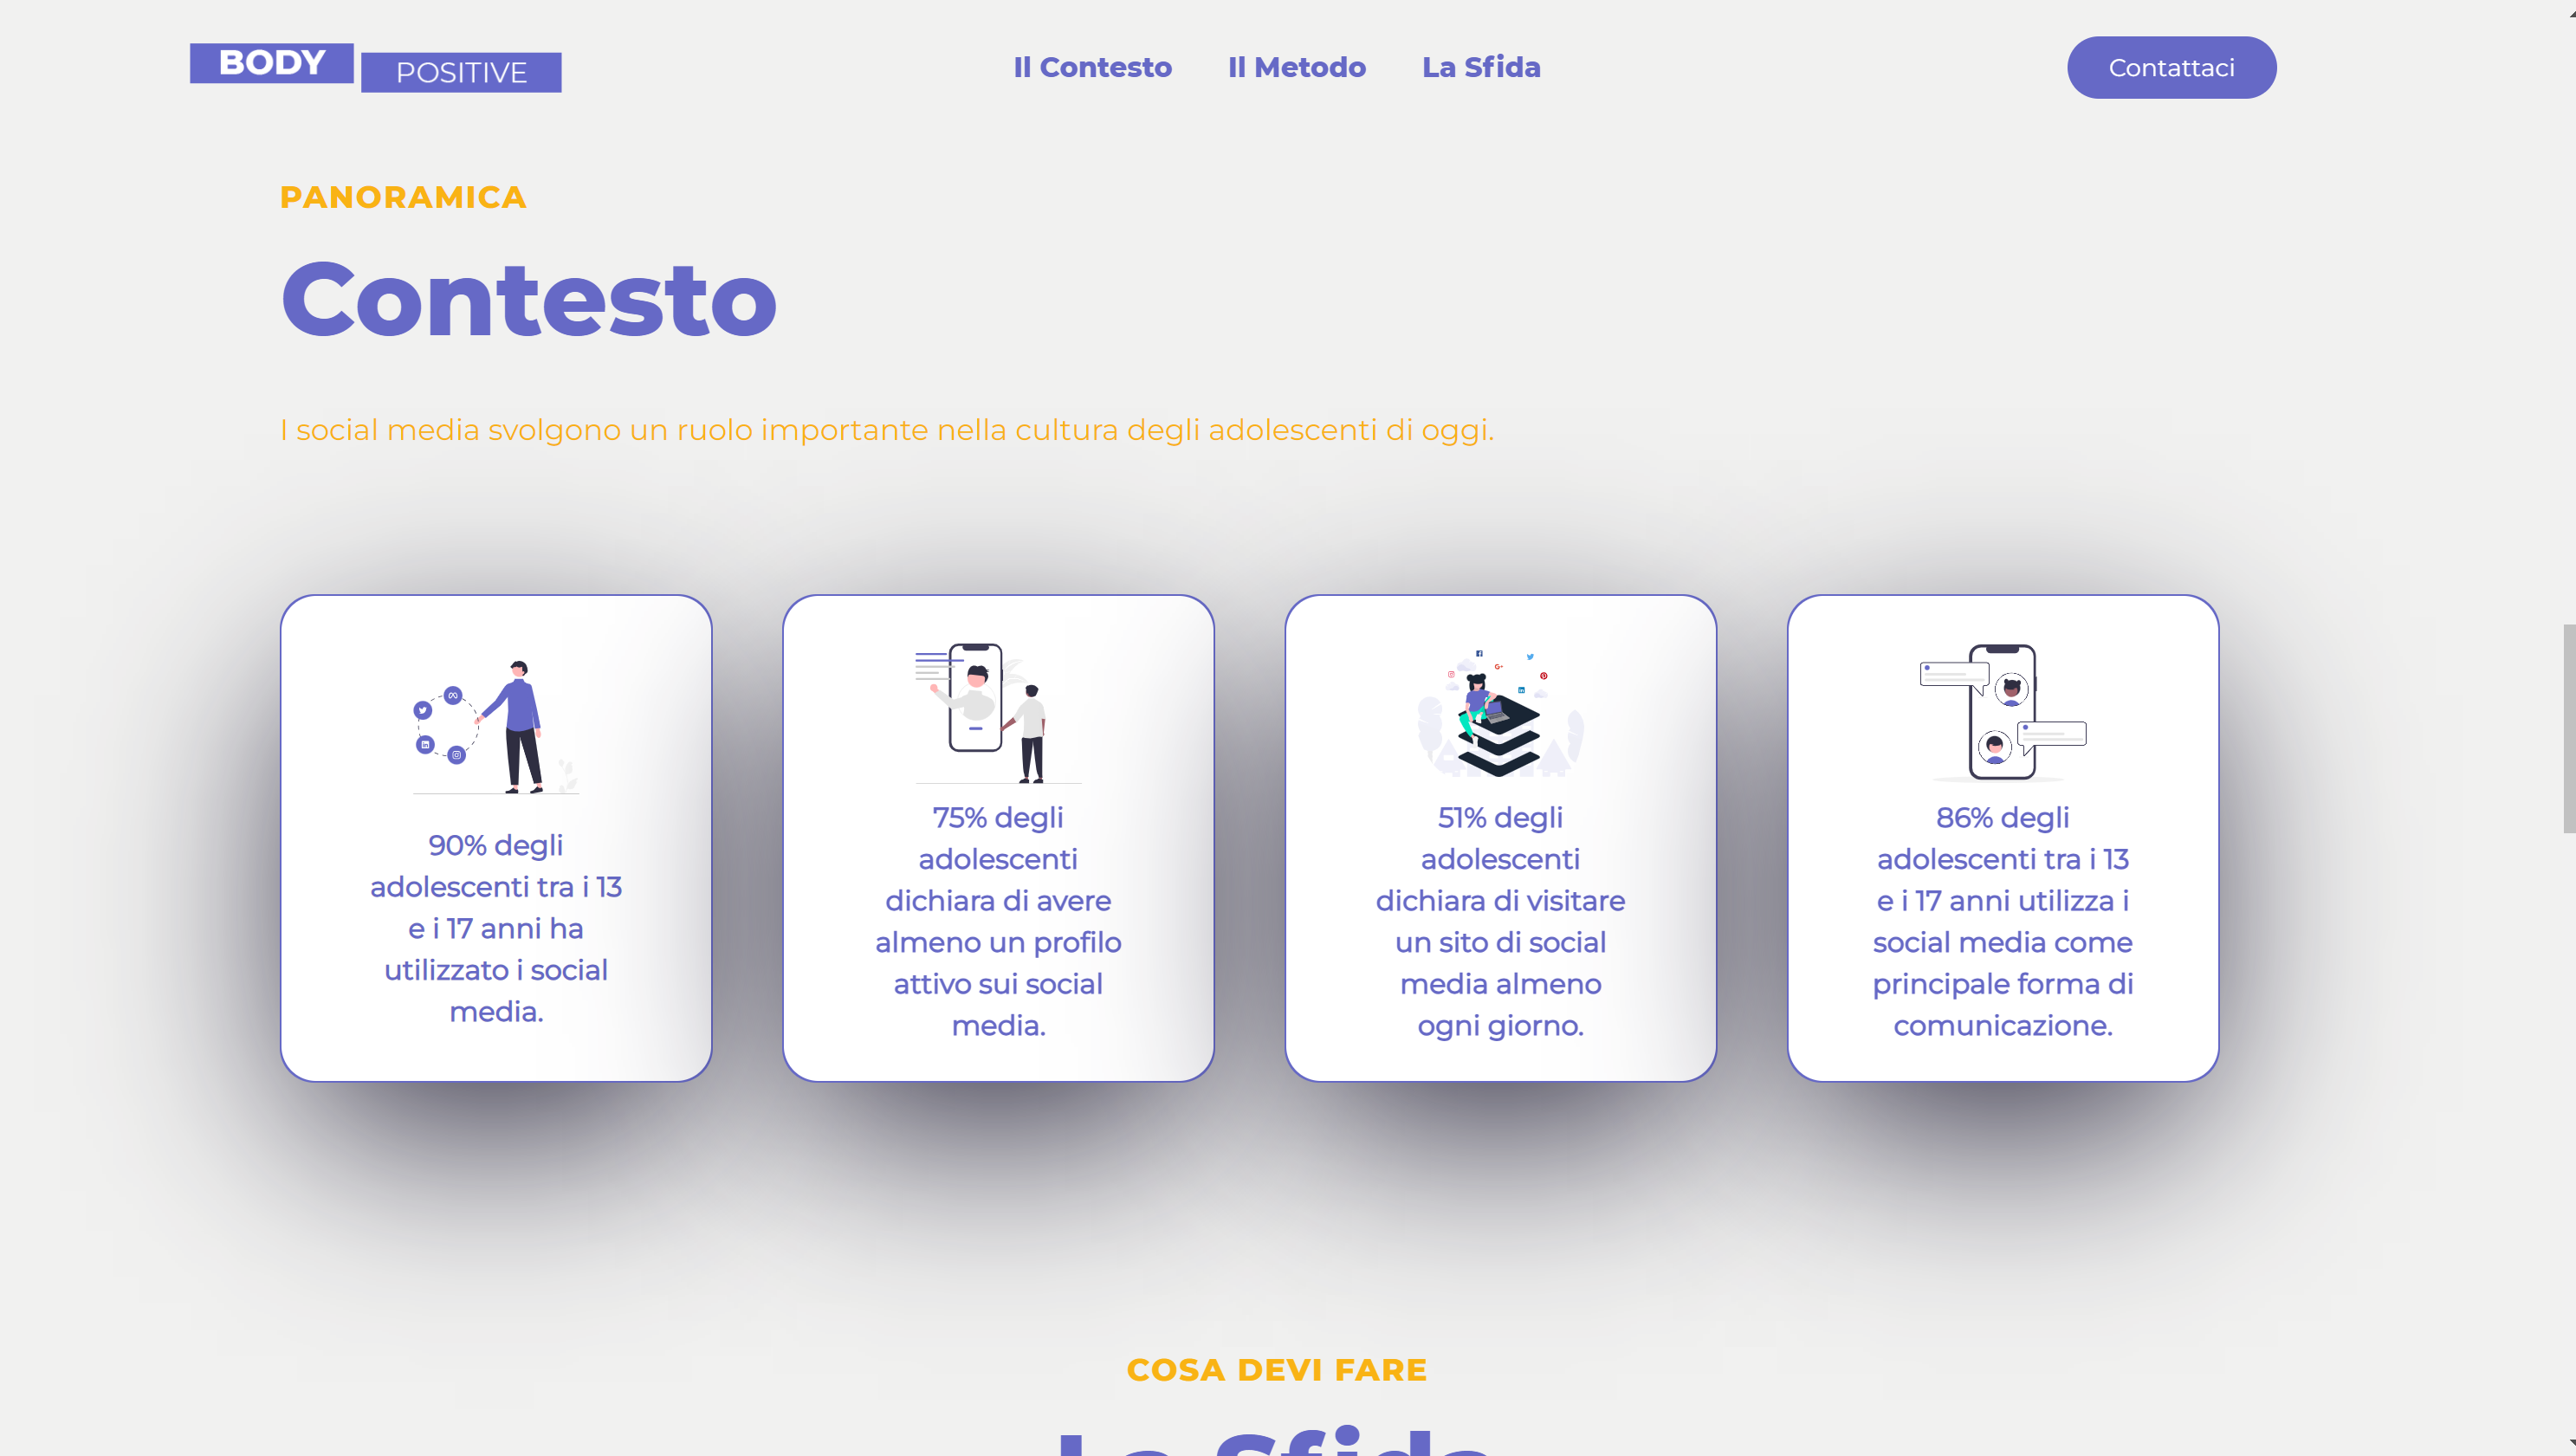 BODY
POSITIVE
Il Contesto
Il Metodo
La Sfida
Contattaci
PANORAMICA
Contesto
I social media svolgono un ruolo importante nella cultura degli adolescenti di oggi.
90% degli
adolescenti tra i 13
e i 17 anni ha
utilizzato i social
media.
75% degli
adolescenti
dichiara di avere
almeno un profilo
attivo sui social
media.
51% degli
adolescenti
dichiara di visitare
un sito di social
media almeno
ogni giorno.
86% degli
adolescenti tra i 13
e i 17 anni utilizza i
social media come
principale forma di
comunicazione.
COSA DEVI FARE
La Sfida